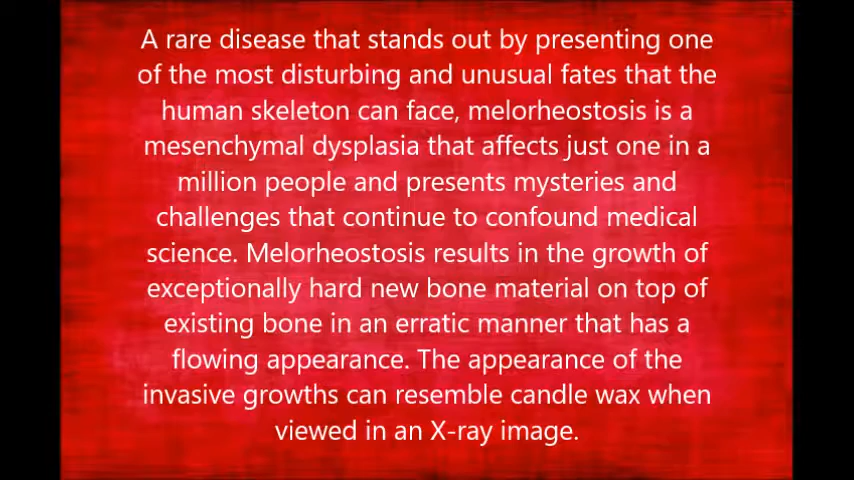 A rare disease that stands out by presenting one
of the most disturbing and unusual fates that the
human skeleton can face, melorheostosis is a
mesenchymal dysplasia that affects just one in a
million people and presents mysteries and
challenges that continue to confound medical
science. Melorheostosis results in the growth of
exceptionally hard new bone material on top of
existing bone in an erratic manner that has a
flowing appearance. The appearance of the
invasive growths can resemble candle wax when
viewed in an X-ray image.